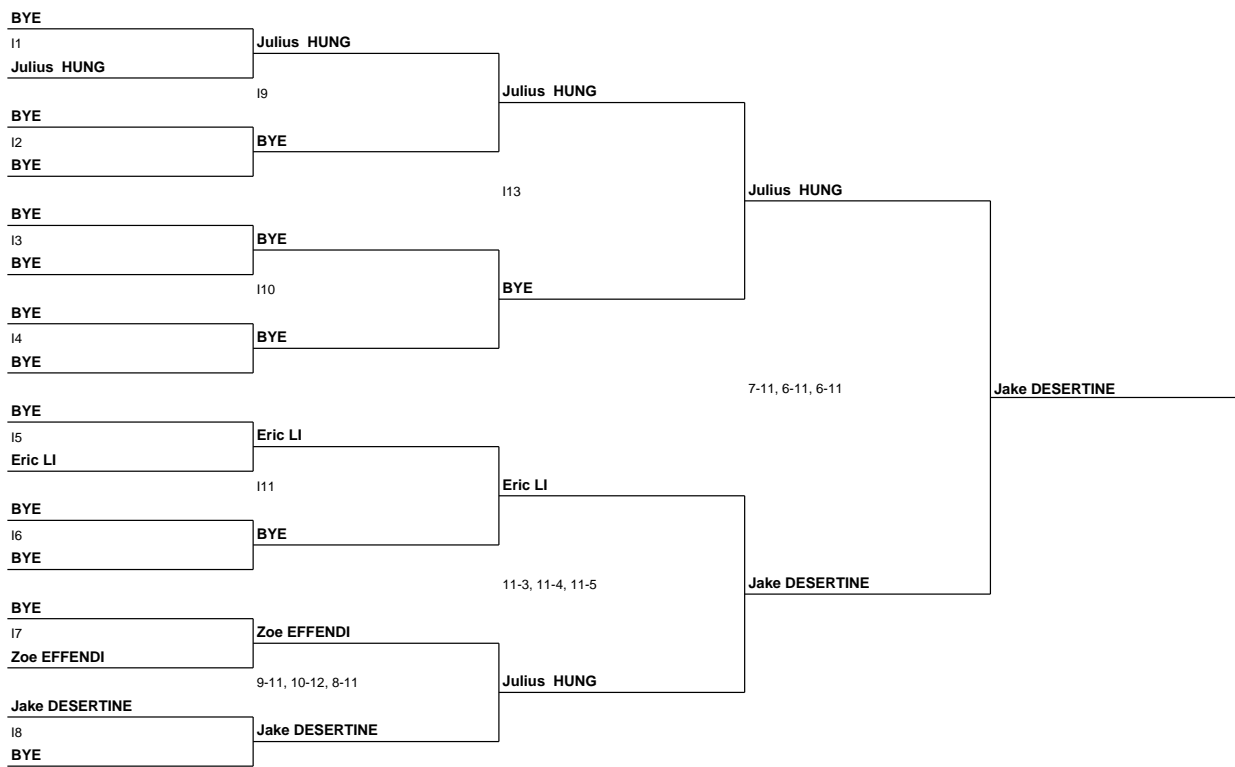 BYE
I1
Julius HUNG
Julius HUNG
I9
BYE
I2
BYE
BYE
Julius HUNG
I13
BYE
I3
BYE
BYE
I10
BYE
I4
BYE
BYE
BYE
Julius HUNG
7-11, 6-11, 6-11
Jake DESERTINE
BYE
I5
Eric LI
Eric LI
I11
BYE
I6
BYE
BYE
Eric LI
11-3, 11-4, 11-5
Jake DESERTINE
BYE
I7
Zoe EFFENDI
Zoe EFFENDI
9-11, 10-12, 8-11
Julius HUNG
Jake DESERTINE
I8
BYE
Jake DESERTINE